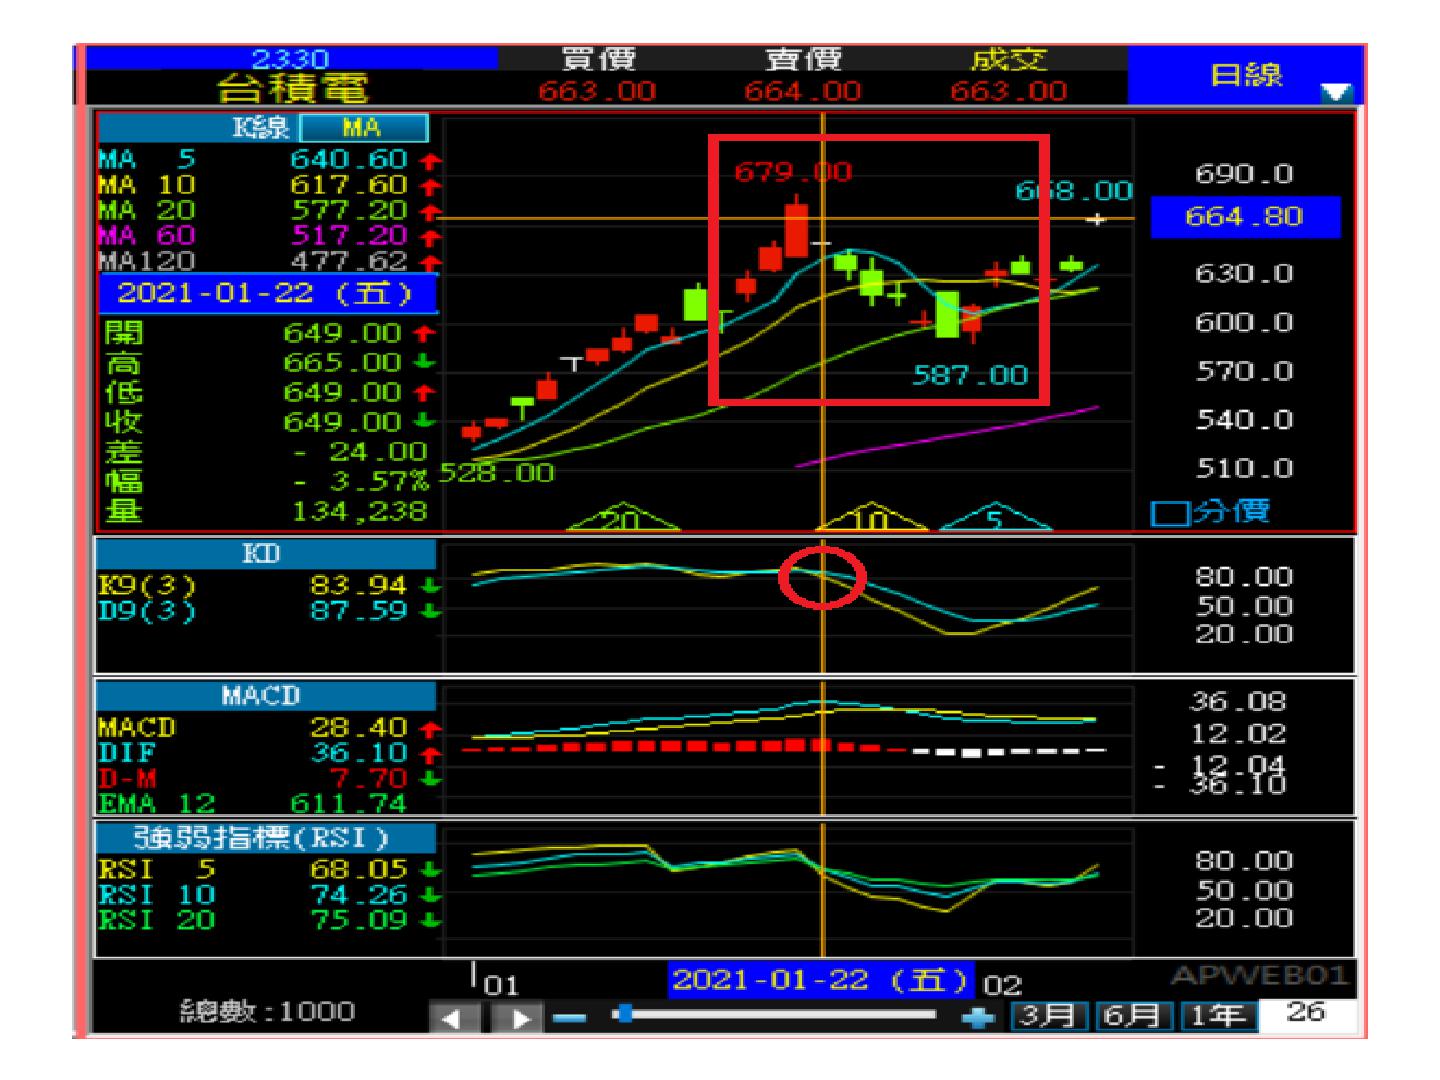 2330 買價 賣價 成交 日線
台積電 663.00 664.00 663.00
K線 MA
MA 5 640.60
MA 10 617.60
MA 20 577.20
MA 60 517.20
MA120 477.62
2021-01-22 (五)
開 649.00
高 665.00
低 649.00
收 649.00
差 - 24.00
幅 - 3.57%
量 134,238
679.00
668.00
587.00
528.00
20 10 5
690.0
664.80
630.0
600.0
570.0
540.0
510.0
分價
KD
K9(3) 83.94
D9(3) 87.59
80.00
50.00
20.00
MACD
MACD 28.40
DIF 36.10
D-M 7.70
EMA 12 611.74
36.08
12.02
- 12.04
- 36.10
強弱指標(RSI)
RSI 5 68.05
RSI 10 74.26
RSI 20 75.09
80.00
50.00
20.00
01 2021-01-22 (五) 02 APWEB01
總數:1000 3月 6月 1年 26